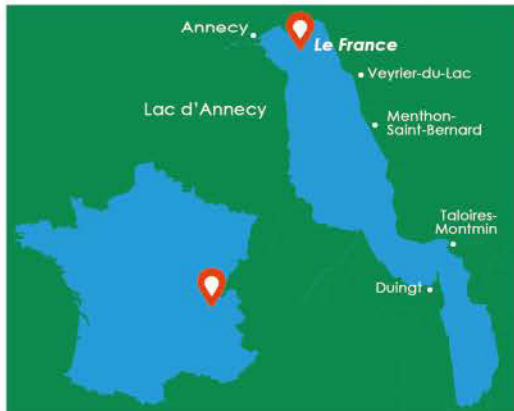 Annecy
Le France
Veyrier-du-Lac
Lac d'Annecy
Menthon-
Saint-Bernard
Taloires-
Montmin
Duingt